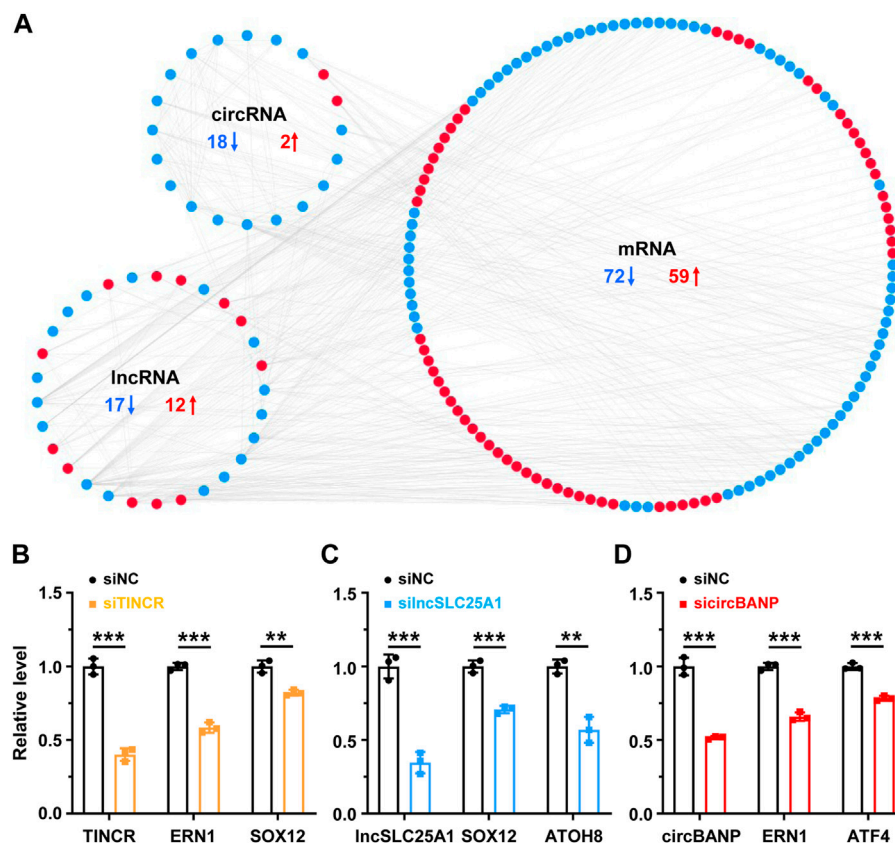 A
circRNA
18↓ 2↑
mRNA
72↓ 59↑
lncRNA
17↓ 12↑
B
siNC
siTINCR
Relative level
1.5
1.0
0.5
0.0
*** *** **
TINCR ERN1 SOX12
C
siNC
silncSLC25A1
1.5
1.0
0.5
0.0
*** *** **
lncSLC25A1 SOX12 ATOH8
D
siNC
sicircBANP
1.5
1.0
0.5
0.0
*** *** ***
circBANP ERN1 ATF4